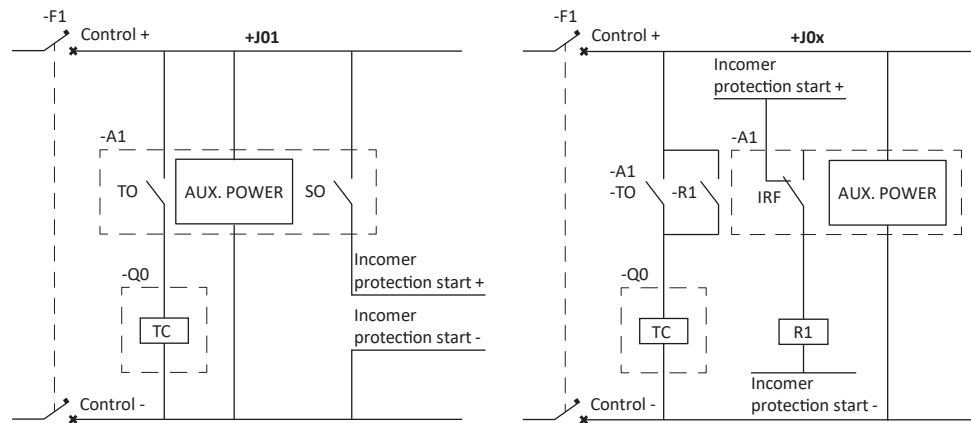 -F1
Control +
+J01
-A1
TO
AUX. POWER
SO
Incomer
protection start +
-Q0
TC
Incomer
protection start -
Control -
-F1
Control +
+J0x
Incomer
protection start +
-A1
-A1
-TO
-R1
IRF
AUX. POWER
-Q0
TC
R1
Incomer
protection start -
Control -